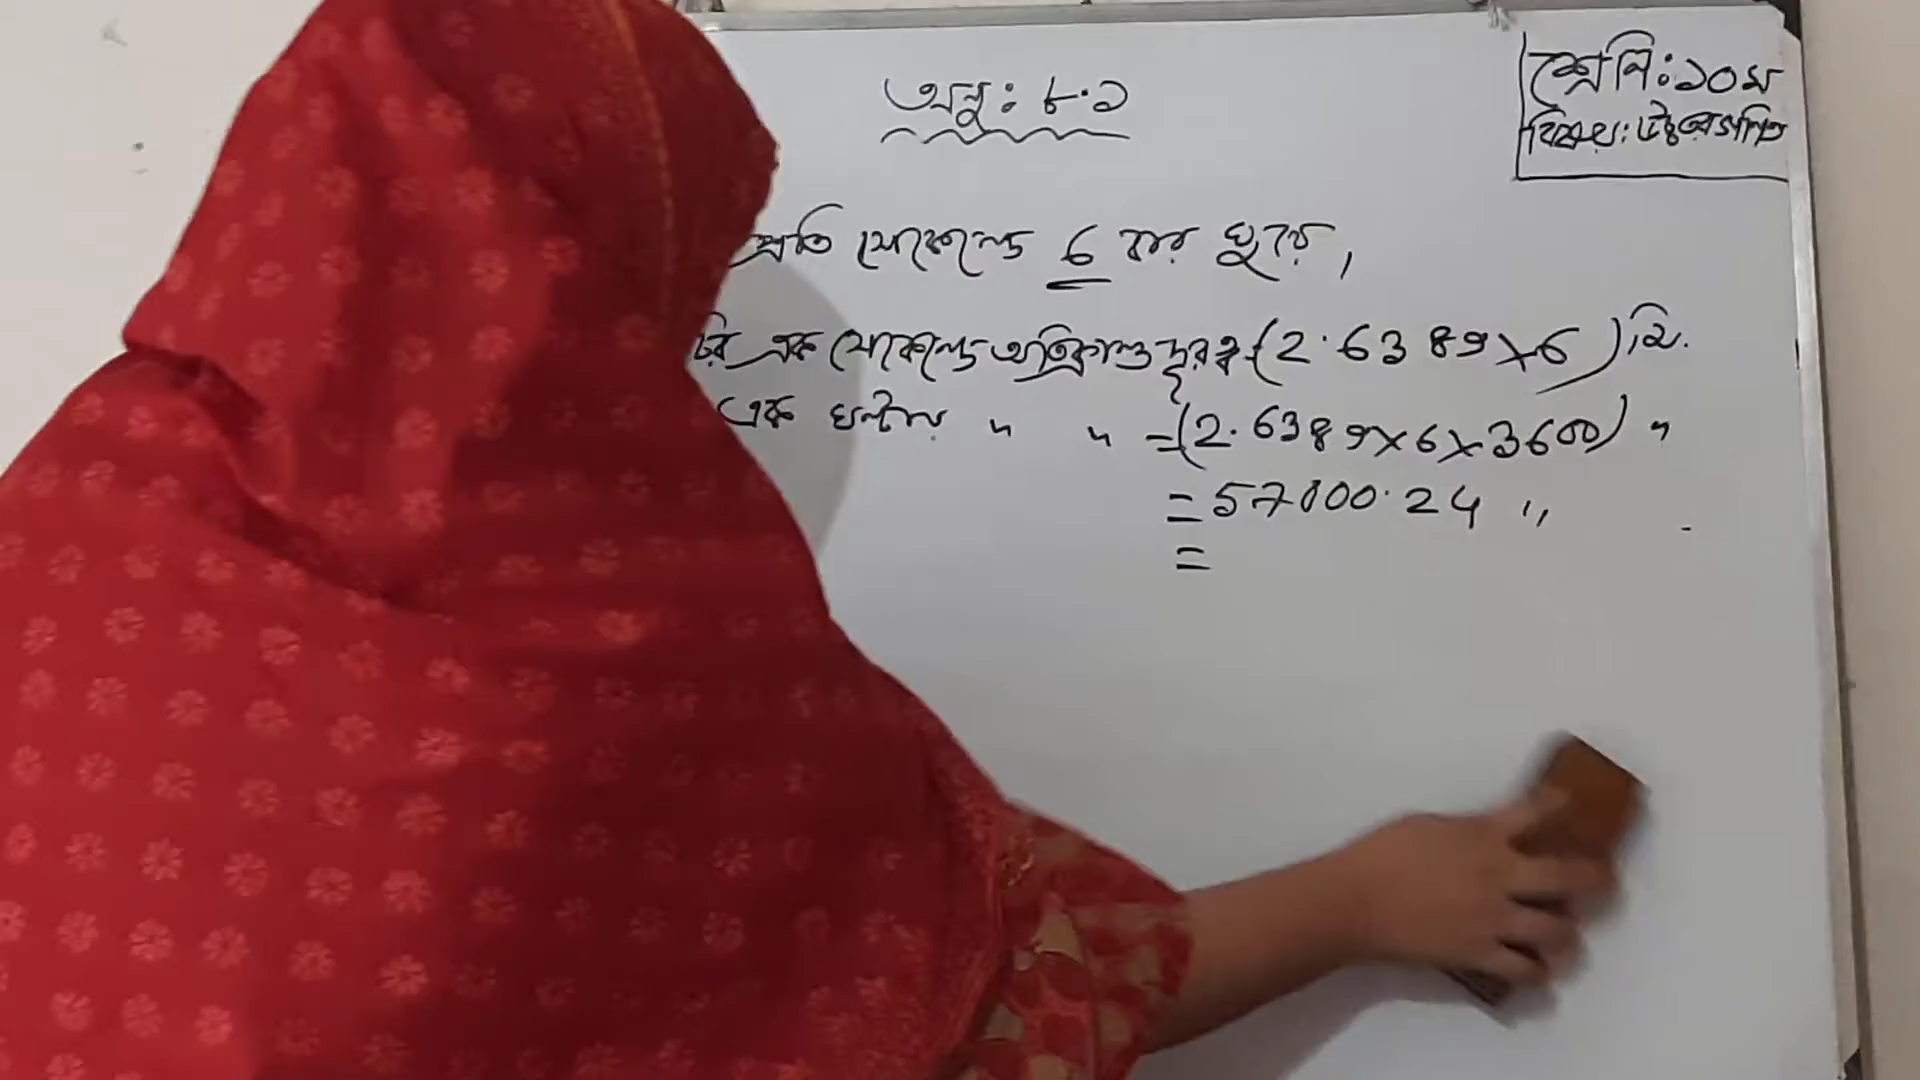 অনু: ৮.১
শ্রেণি: ১০ম
বিষয়: উচ্চতর গণিত
প্রতি সেকেন্ডে 6 বার ঘুরে,
টির এক সেকেন্ডে অতিক্রান্ত দূরত্ব = (2.6389×6) মি.
এক ঘন্টায় " " = (2.6389×6×3600) "
= 57000.24 "
=